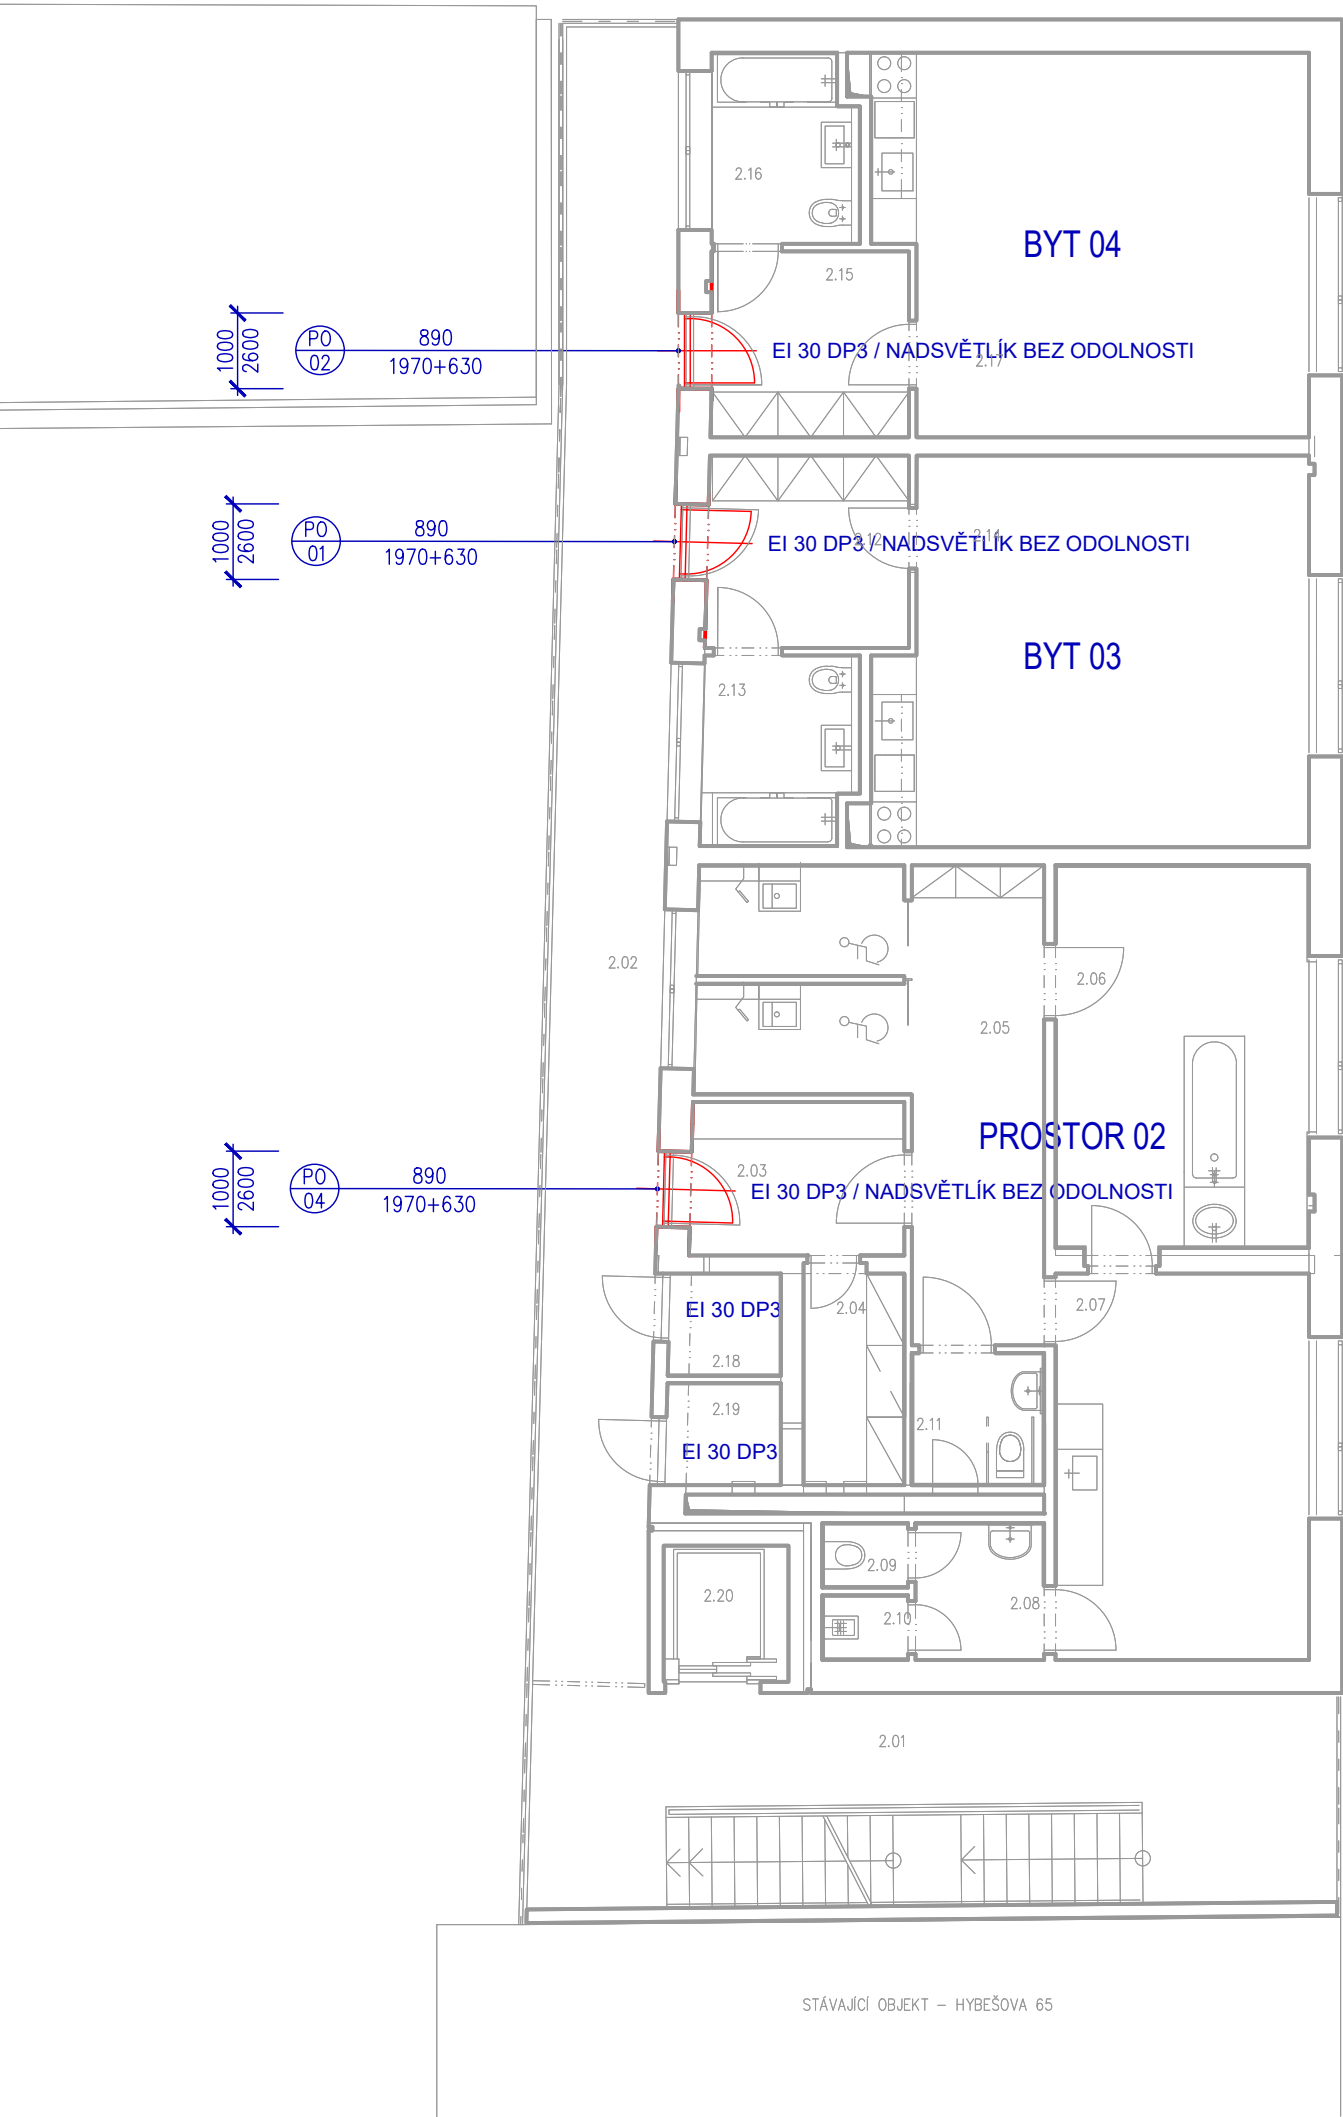 2.16
BYT 04
2.15
1000
2600
PO
02
890
1970+630
EI 30 DP3 / NADSVĚTLÍK BEZ ODOLNOSTI
2.17
1000
2600
PO
01
890
1970+630
EI 30 DP3 / NADSVĚTLÍK BEZ ODOLNOSTI
2.12
2.14
BYT 03
2.13
2.02
2.06
2.05
PROSTOR 02
1000
2600
PO
04
890
1970+630
2.03
EI 30 DP3 / NADSVĚTLÍK BEZ ODOLNOSTI
EI 30 DP3
2.04
2.07
2.18
2.19
2.11
EI 30 DP3
2.09
2.20
2.08
2.10
2.01
STÁVAJÍCÍ OBJEKT – HYBEŠOVA 65